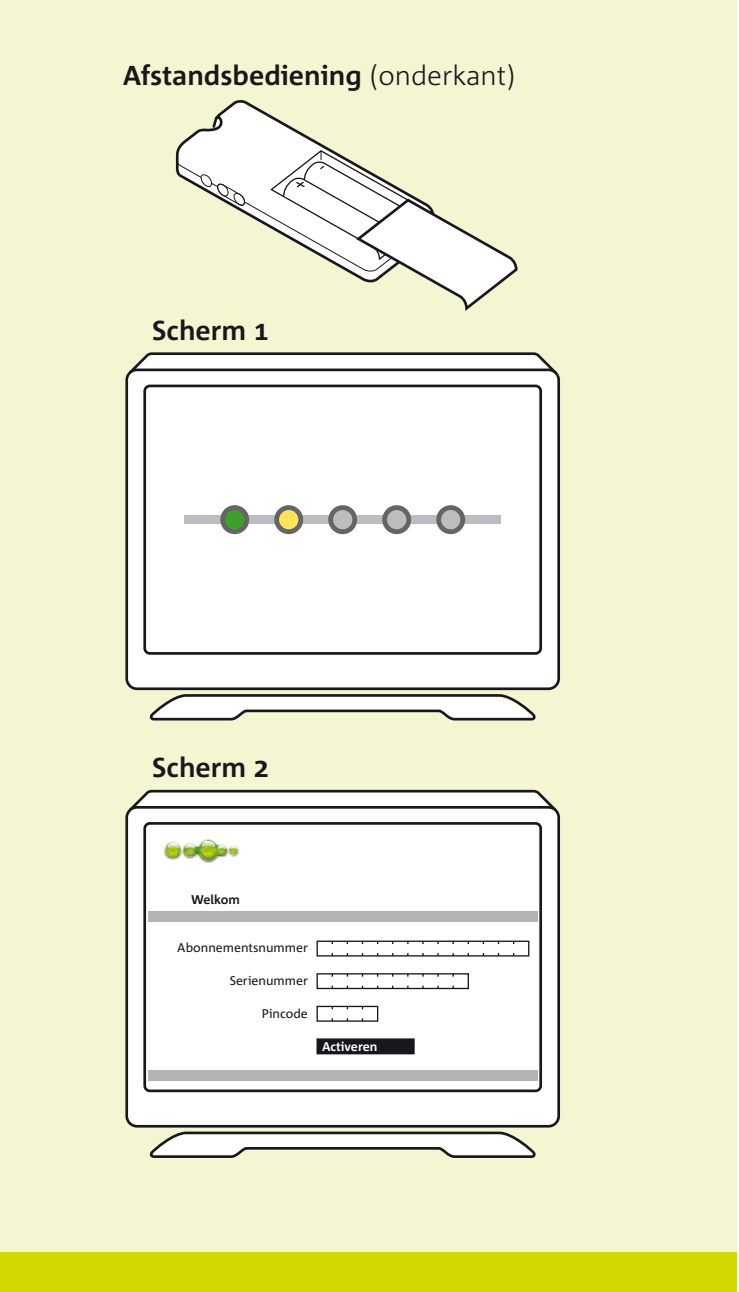 Afstandsbediening (onderkant)
+ -
Scherm 1
Scherm 2
Welkom
Abonnementsnummer
Serienummer
Pincode
Activeren